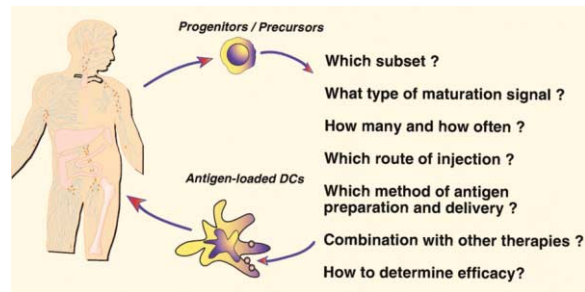 Progenitors / Precursors
Which subset ?
What type of maturation signal ?
How many and how often ?
Which route of injection ?
Antigen-loaded DCs
Which method of antigen
preparation and delivery ?
Combination with other therapies ?
How to determine efficacy?